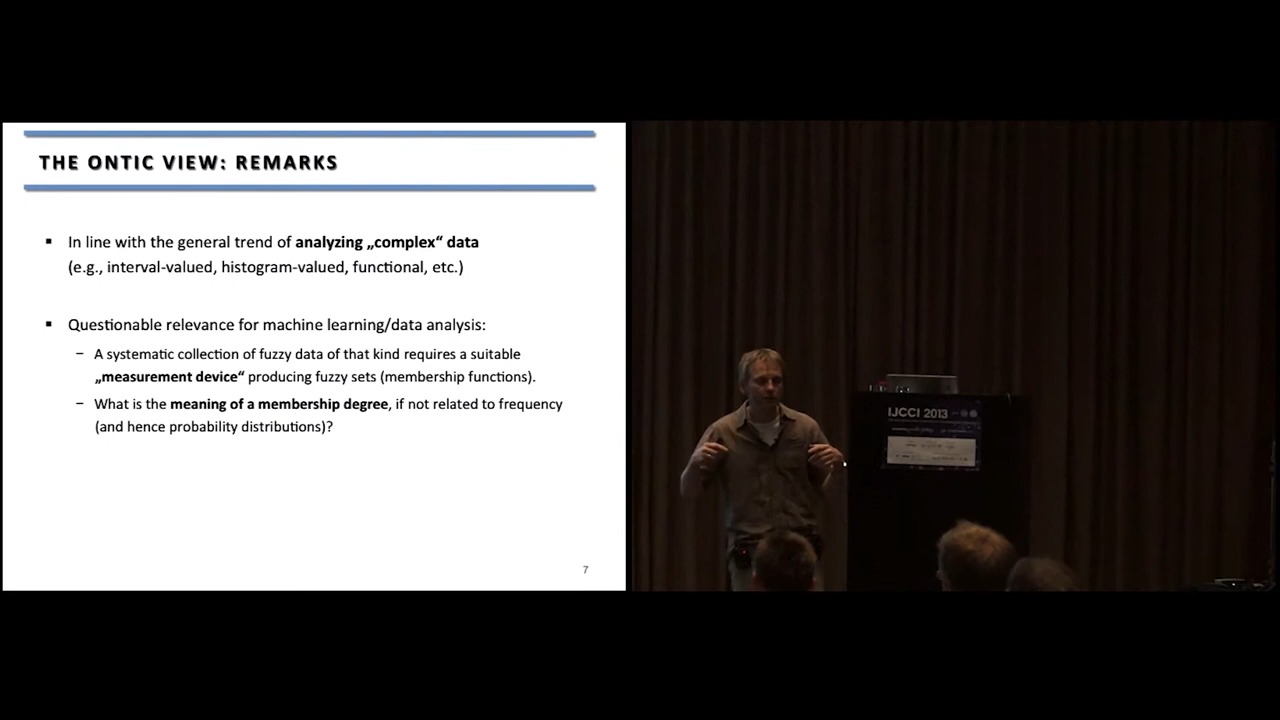 THE ONTIC VIEW: REMARKS
▪ In line with the general trend of analyzing „complex“ data
(e.g., interval-valued, histogram-valued, functional, etc.)
▪ Questionable relevance for machine learning/data analysis:
− A systematic collection of fuzzy data of that kind requires a suitable
„measurement device“ producing fuzzy sets (membership functions).
− What is the meaning of a membership degree, if not related to frequency
(and hence probability distributions)?
7
IJCCI 2013